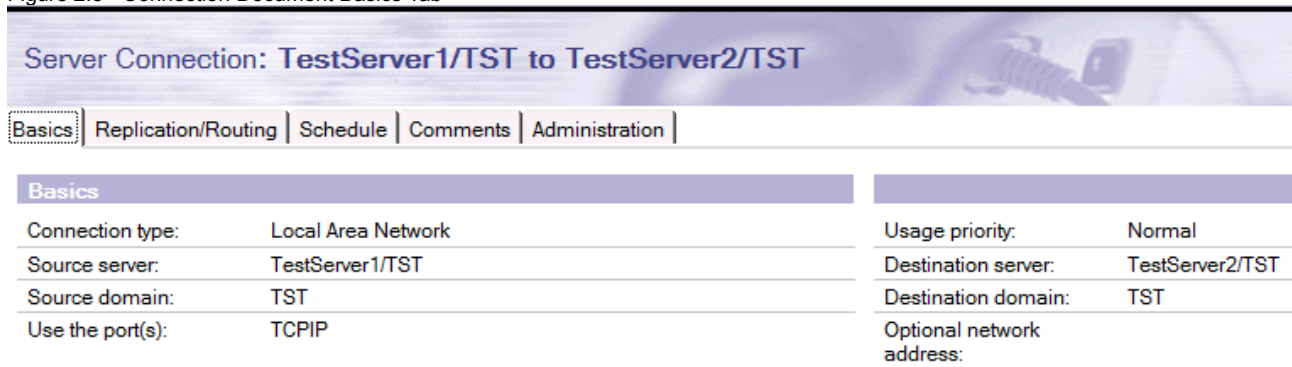 Server Connection: TestServer1/TST to TestServer2/TST
Basics Replication/Routing Schedule Comments Administration
Basics
Connection type: Local Area Network Usage priority: Normal
Source server: TestServer1/TST Destination server: TestServer2/TST
Source domain: TST Destination domain: TST
Use the port(s): TCPIP Optional network
address: